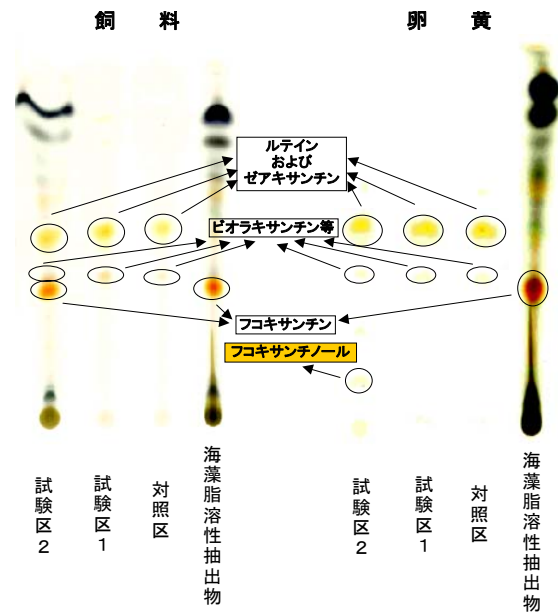 飼 料
卵 黄
ルテイン
および
ゼアキサンチン
ビオラキサンチン等
フコキサンチン
フコキサンチノール
試験区2
試験区1
対照区
海藻脂溶性抽出物
試験区2
試験区1
対照区
海藻脂溶性抽出物